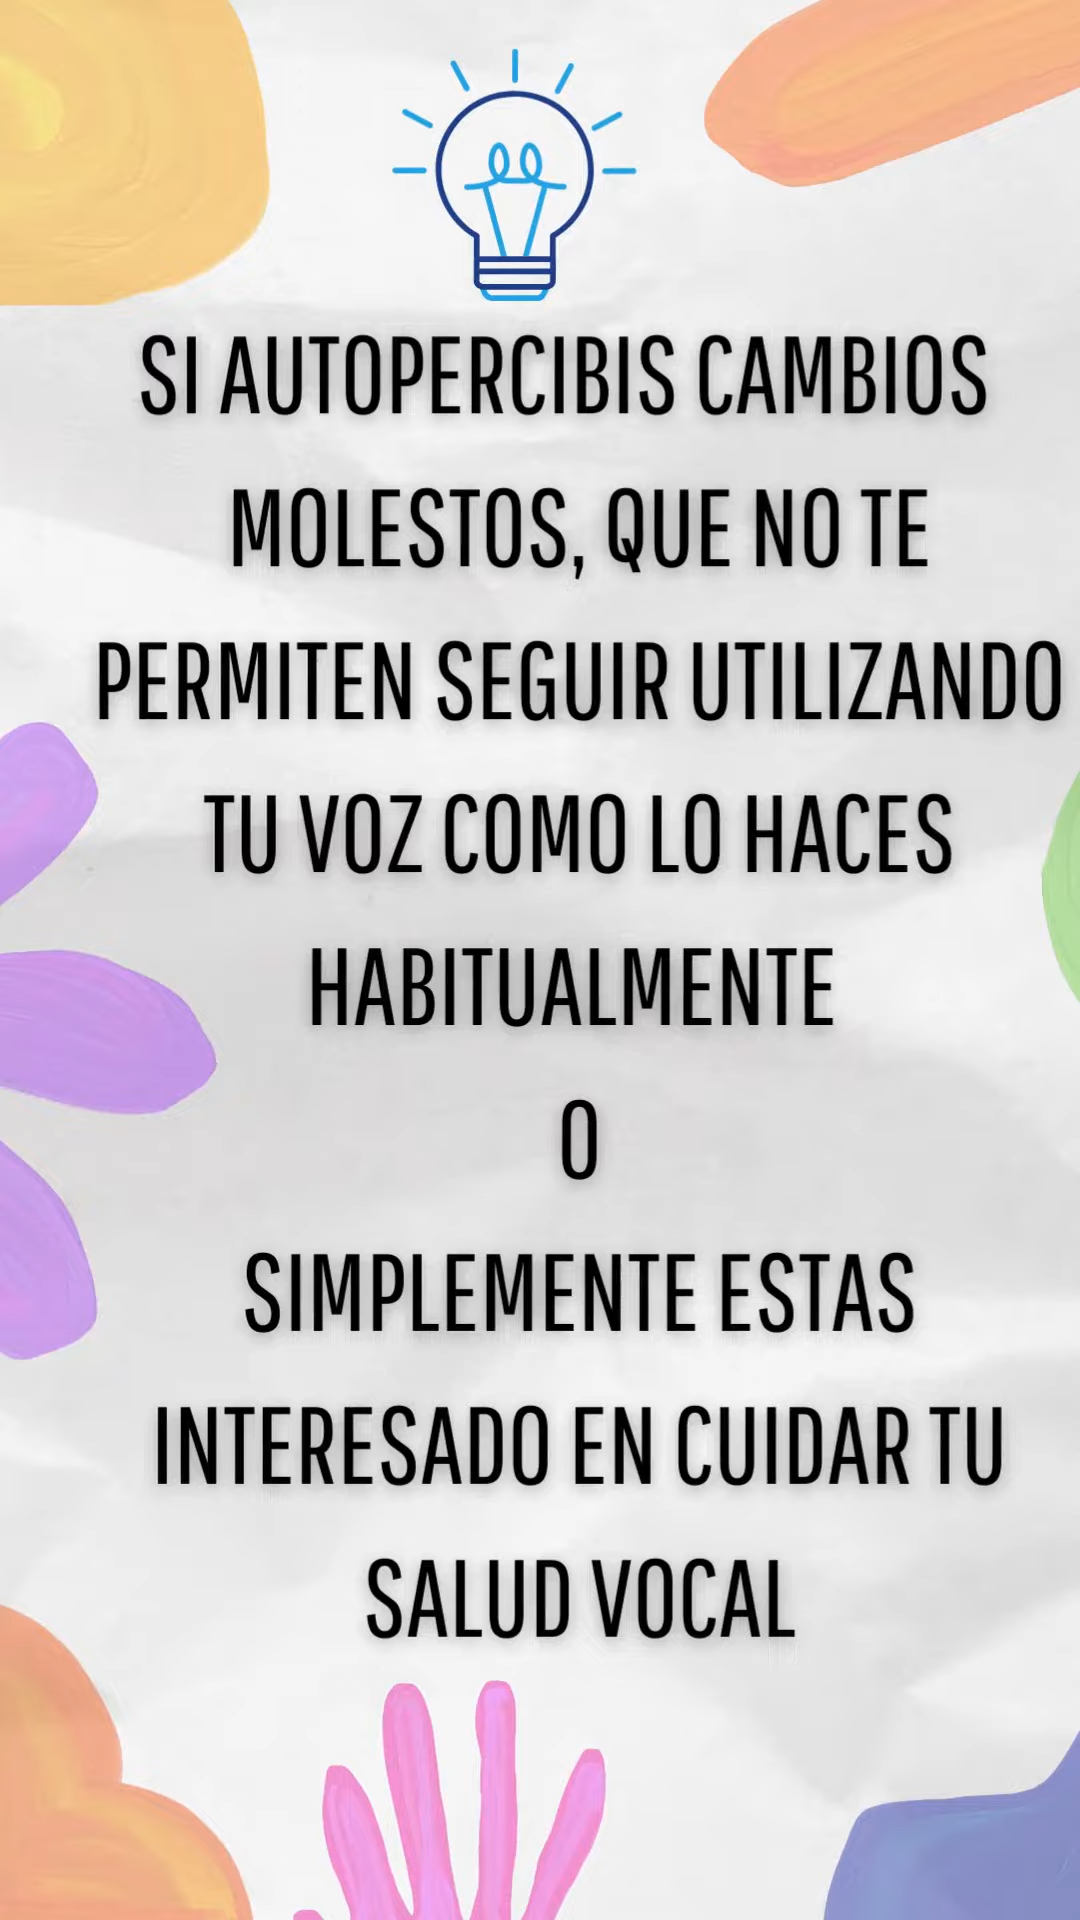 SI AUTOPERCIBIS CAMBIOS
MOLESTOS, QUE NO TE
PERMITEN SEGUIR UTILIZANDO
TU VOZ COMO LO HACES
HABITUALMENTE
O
SIMPLEMENTE ESTAS
INTERESADO EN CUIDAR TU
SALUD VOCAL